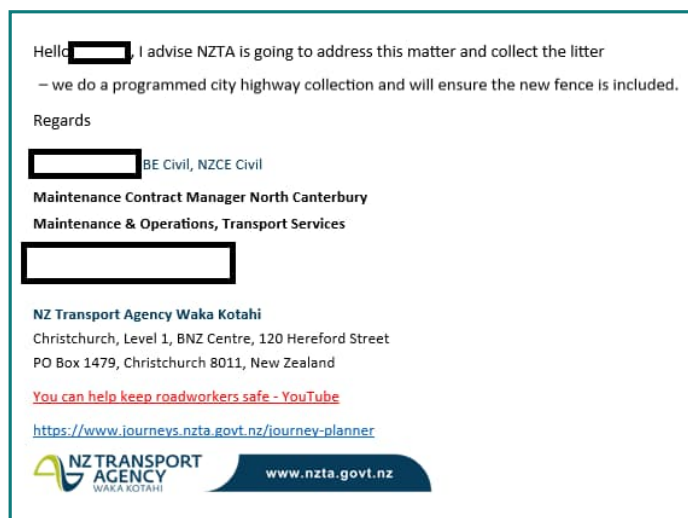 Hello , I advise NZTA is going to address this matter and collect the litter
– we do a programmed city highway collection and will ensure the new fence is included.
Regards
BE Civil, NZCE Civil
Maintenance Contract Manager North Canterbury
Maintenance & Operations, Transport Services
NZ Transport Agency Waka Kotahi
Christchurch, Level 1, BNZ Centre, 120 Hereford Street
PO Box 1479, Christchurch 8011, New Zealand
You can help keep roadworkers safe - YouTube
https://www.journeys.nzta.govt.nz/journey-planner
NZ TRANSPORT
AGENCY
WAKA KOTAHI
www.nzta.govt.nz